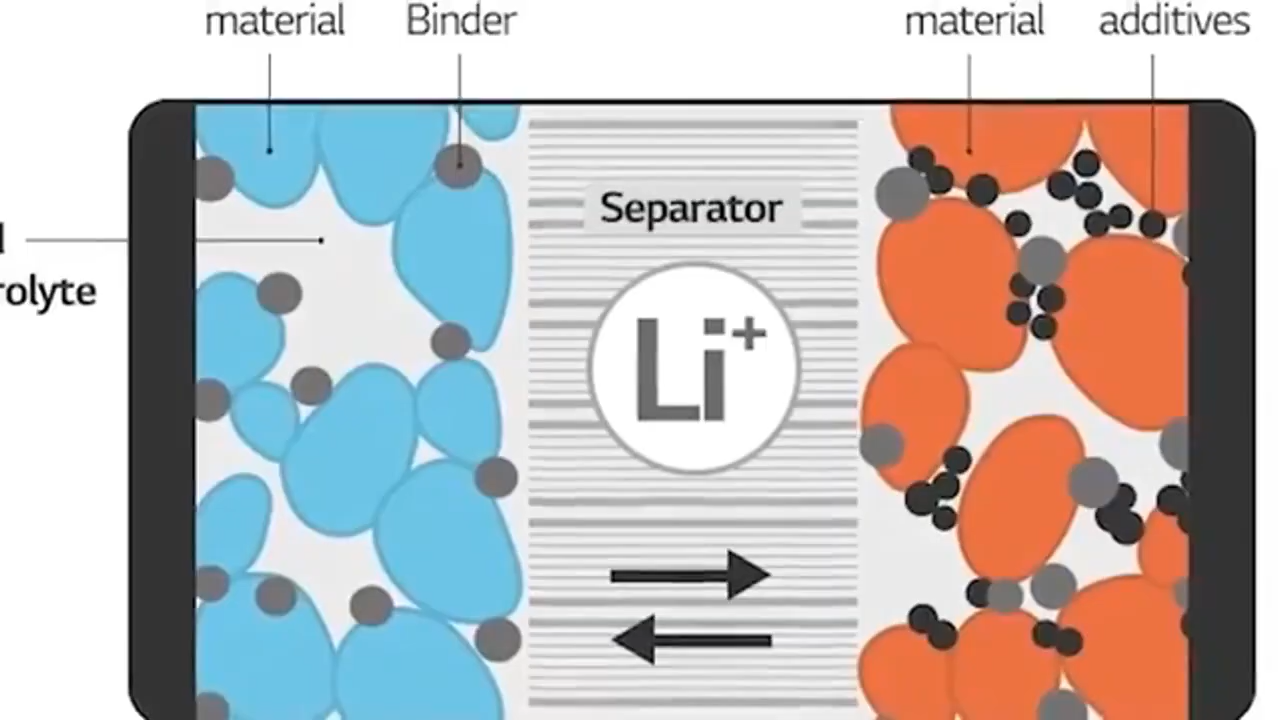 material Binder material additives
Separator
rolyte
Li+